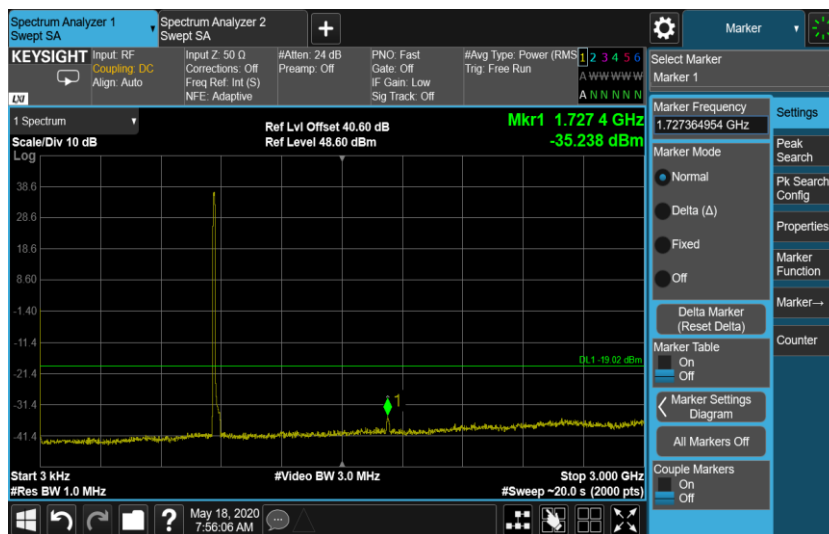 Spectrum Analyzer 1
Swept SA
Spectrum Analyzer 2
Swept SA
+
Marker
KEYSIGHT
LXI
Input: RF
Coupling: DC
Align: Auto
Input Z: 50 Ω
Corrections: Off
Freq Ref: Int (S)
NFE: Adaptive
#Atten: 24 dB
Preamp: Off
PNO: Fast
Gate: Off
IF Gain: Low
Sig Track: Off
#Avg Type: Power (RMS
Trig: Free Run
1 2 3 4 5 6
A W W W W W
A N N N N N
Select Marker
Marker 1
1 Spectrum
Scale/Div 10 dB
Log
Ref Lvl Offset 40.60 dB
Ref Level 48.60 dBm
Mkr1 1.727 4 GHz
-35.238 dBm
38.6
28.6
18.6
8.60
-1.40
-11.4
-21.4
-31.4
-41.4
DL1 -19.02 dBm
1
Start 3 kHz
#Res BW 1.0 MHz
#Video BW 3.0 MHz
Stop 3.000 GHz
#Sweep ~20.0 s (2000 pts)
Marker Frequency
1.727364954 GHz
Marker Mode
Normal
Delta (Δ)
Fixed
Off
Delta Marker
(Reset Delta)
Marker Table
On
Off
Marker Settings
Diagram
All Markers Off
Couple Markers
On
Off
Settings
Peak
Search
Pk Search
Config
Properties
Marker
Function
Marker→
Counter
?
May 18, 2020
7:56:06 AM